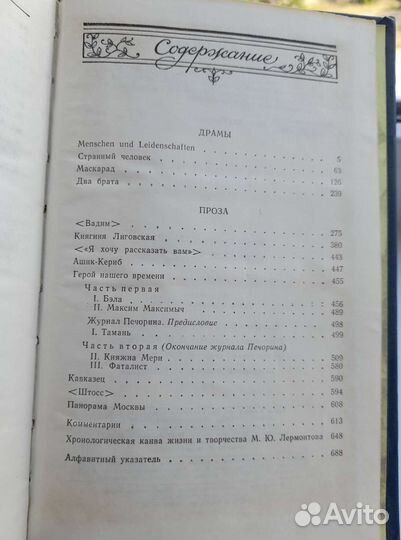 Содержание
ДРАМЫ
Menschen und Leidenschaften . . . . . . . . . . 5
Странный человек . . . . . . . . . . 63
Маскарад . . . . . . . . . . 126
Два брата . . . . . . . . . . 239
ПРОЗА
<Вадим> . . . . . . . . . . 275
Княгиня Лиговская . . . . . . . . . . 380
<«Я хочу рассказать вам»> . . . . . . . . . . 443
Ашик-Кериб . . . . . . . . . . 447
Герой нашего времени . . . . . . . . . . 455
Часть первая
I. Бэла . . . . . . . . . . 456
II. Максим Максимыч . . . . . . . . . . 489
Журнал Печорина. Предисловие . . . . . . . . . . 498
I. Тамань . . . . . . . . . . 499
Часть вторая (Окончание журнала Печорина)
II. Княжна Мери . . . . . . . . . . 509
III. Фаталист . . . . . . . . . . 580
Кавказец . . . . . . . . . . 590
<Штосс> . . . . . . . . . . 594
Панорама Москвы . . . . . . . . . . 608
Комментарии . . . . . . . . . . 613
Хронологическая канва жизни и творчества М. Ю. Лермонтова 648
Алфавитный указатель . . . . . . . . . . 688
Avito